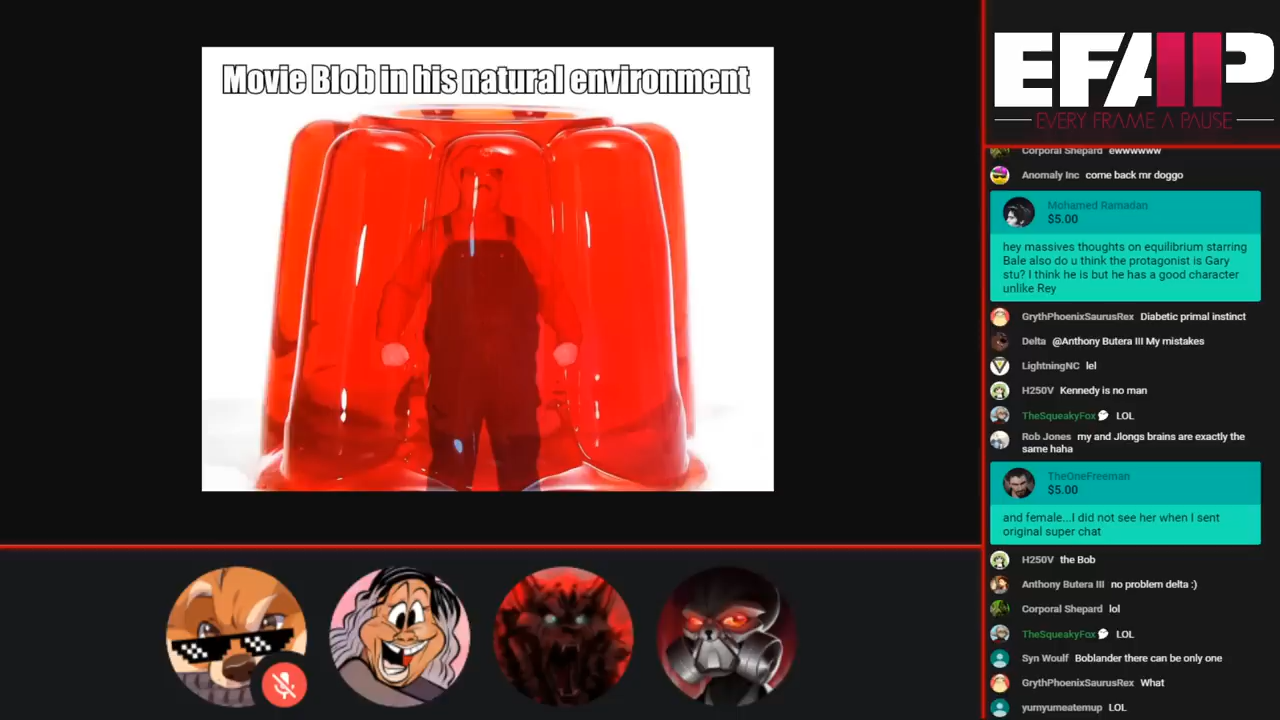 Movie Blob in his natural environment
EFAP
EVERY FRAME A PAUSE
Corporal Shepard ewwwwww
Anomaly Inc come back mr doggo
Mohamed Ramadan
$5.00
hey massives thoughts on equilibrium starring
Bale also do u think the protagonist is Gary
stu? I think he is but he has a good character
unlike Rey
GrythPhoenixSaurusRex Diabetic primal instinct
Delta @Anthony Butera III My mistakes
LightningNC lel
H250V Kennedy is no man
TheSqueakyFox LOL
Rob Jones my and Jlongs brains are exactly the
same haha
TheOneFreeman
$5.00
and female...I did not see her when I sent
original super chat
H250V the Bob
Anthony Butera III no problem delta :)
Corporal Shepard lol
TheSqueakyFox LOL
Syn Woulf Boblander there can be only one
GrythPhoenixSaurusRex What
yumyumeatemup LOL